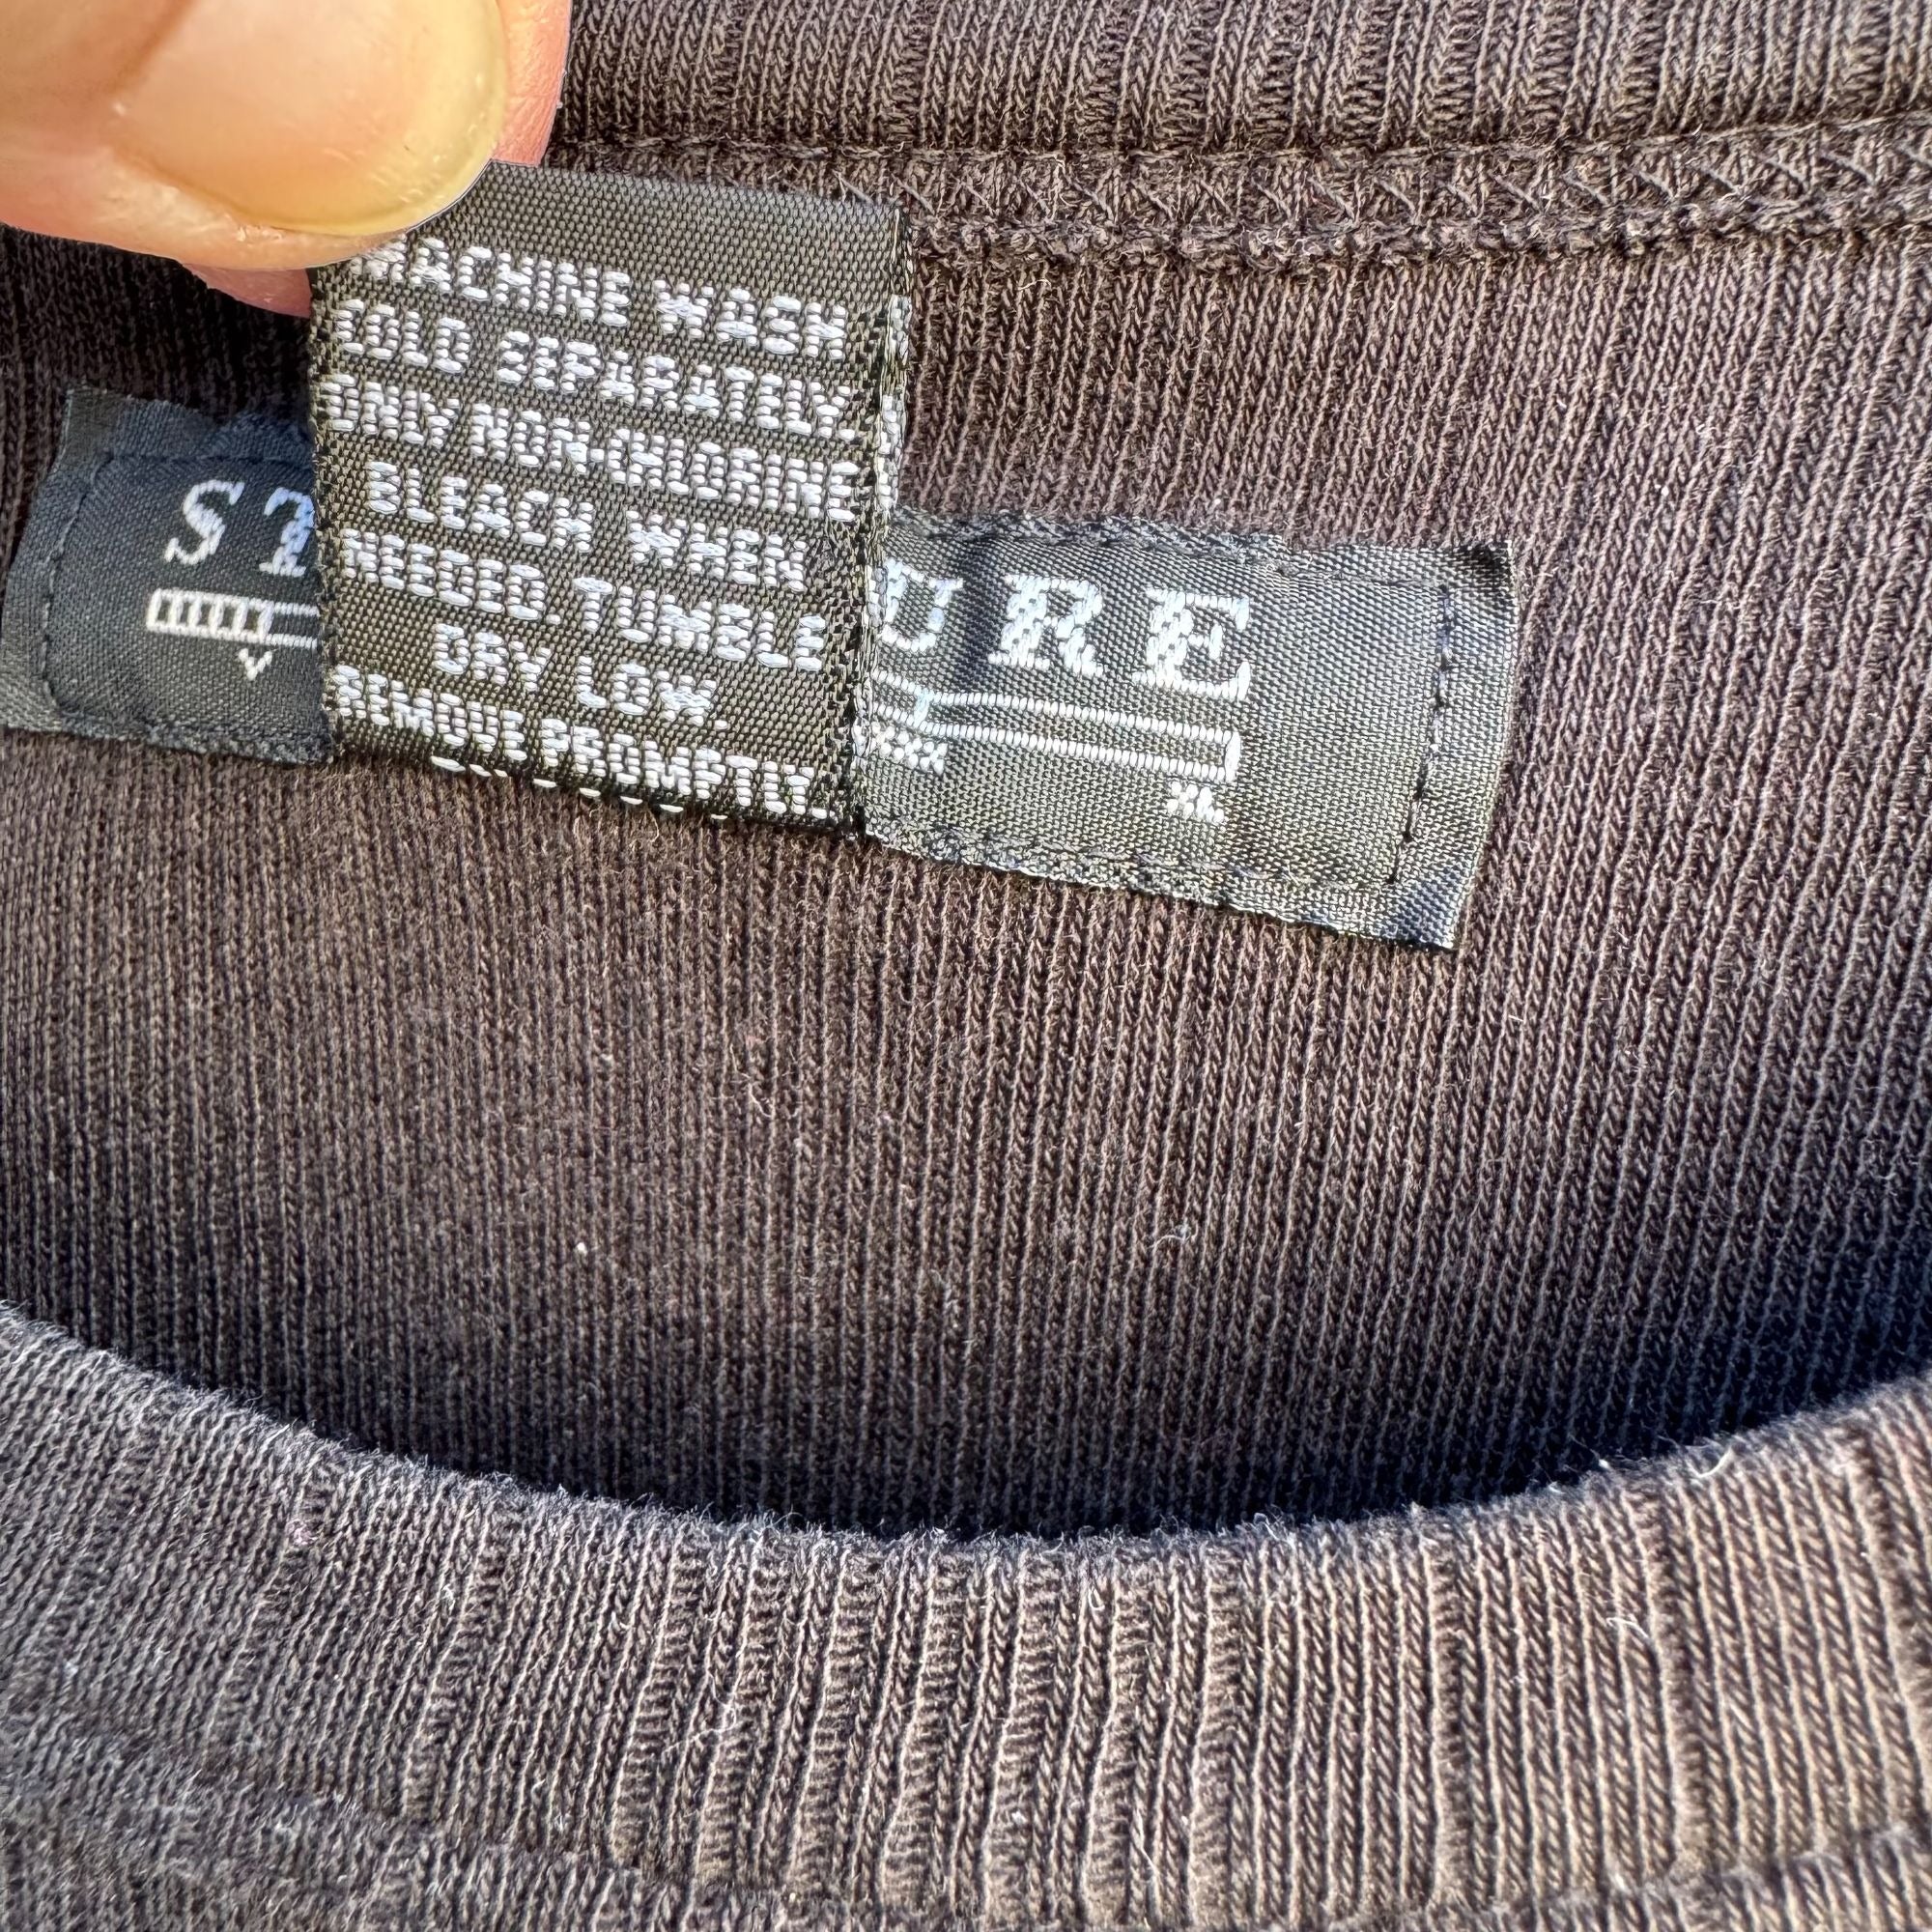 MACHINE WASH
COLD SEPARATELY.
ONLY NON-CHLORINE
BLEACH WHEN
NEEDED. TUMBLE
DRY LOW.
REMOVE PROMPTLY.
ST
URE
XL